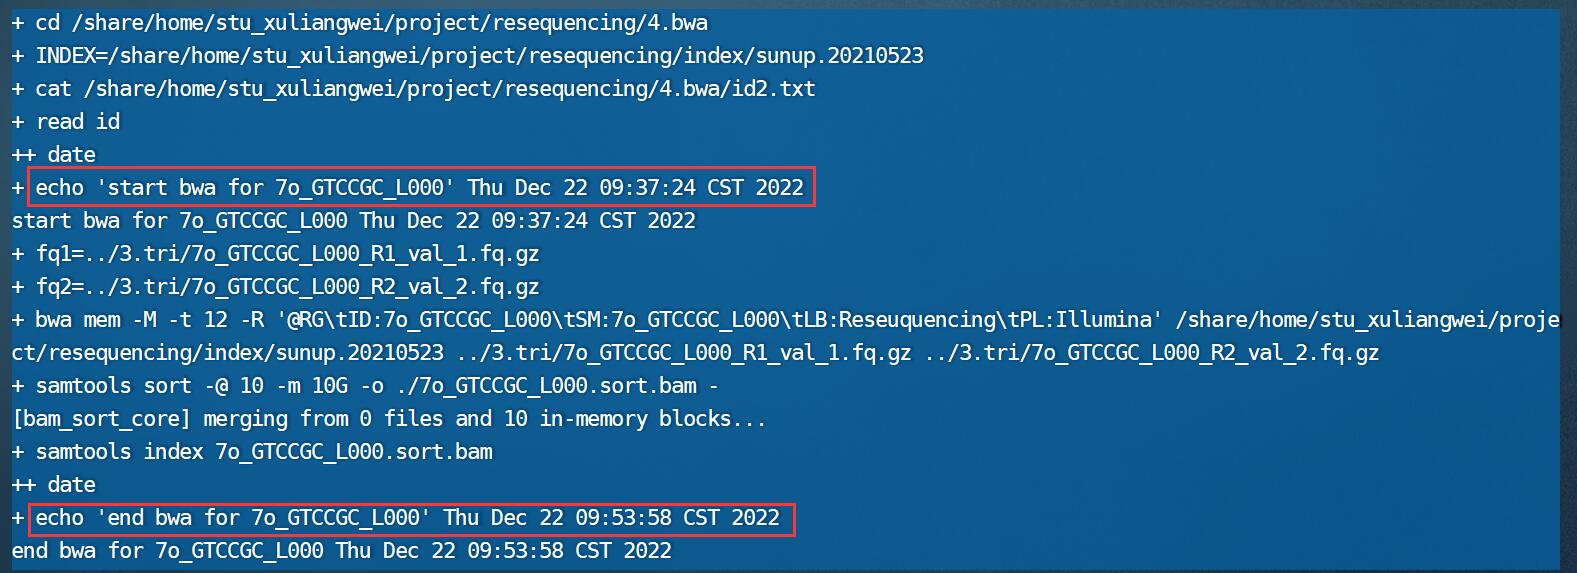 + cd /share/home/stu_xuliangwei/project/resequencing/4.bwa
+ INDEX=/share/home/stu_xuliangwei/project/resequencing/index/sunup.20210523
+ cat /share/home/stu_xuliangwei/project/resequencing/4.bwa/id2.txt
+ read id
++ date
+ echo 'start bwa for 7o_GTCCGC_L000' Thu Dec 22 09:37:24 CST 2022
start bwa for 7o_GTCCGC_L000 Thu Dec 22 09:37:24 CST 2022
+ fq1=../3.tri/7o_GTCCGC_L000_R1_val_1.fq.gz
+ fq2=../3.tri/7o_GTCCGC_L000_R2_val_2.fq.gz
+ bwa mem -M -t 12 -R '@RG\tID:7o_GTCCGC_L000\tSM:7o_GTCCGC_L000\tLB:Reseuquencing\tPL:Illumina' /share/home/stu_xuliangwei/proje
ct/resequencing/index/sunup.20210523 ../3.tri/7o_GTCCGC_L000_R1_val_1.fq.gz ../3.tri/7o_GTCCGC_L000_R2_val_2.fq.gz
+ samtools sort -@ 10 -m 10G -o ./7o_GTCCGC_L000.sort.bam -
[bam_sort_core] merging from 0 files and 10 in-memory blocks...
+ samtools index 7o_GTCCGC_L000.sort.bam
++ date
+ echo 'end bwa for 7o_GTCCGC_L000' Thu Dec 22 09:53:58 CST 2022
end bwa for 7o_GTCCGC_L000 Thu Dec 22 09:53:58 CST 2022